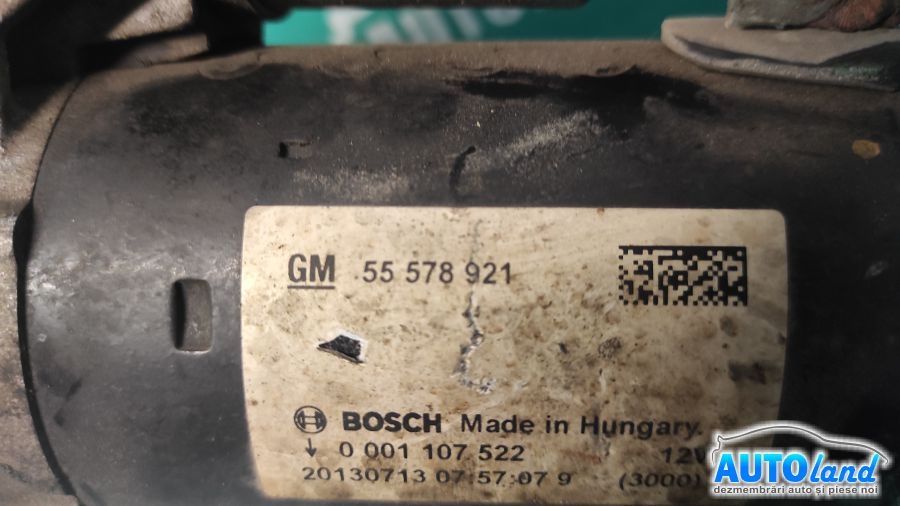 GM 55 578 921
BOSCH Made in Hungary.
0 001 107 522 12V
20130713 07:57:07 9 (3000)
AUTOland
dezmembrări auto și piese noi